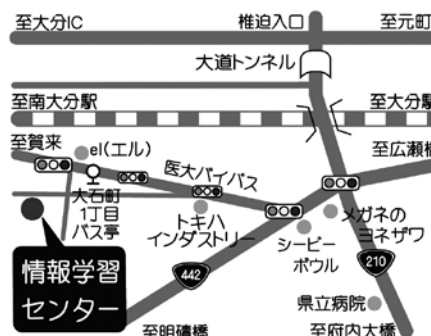 至大分IC
椎迫入口
至元町
大道トンネル
至南大分駅
至大分駅
至賀来
el(エル)
至広瀬橋
医大バイパス
大石町
1丁目
バス亭
トキハ
インダストリー
メガネの
ヨネザワ
シービー
ボウル
情報学習
センター
442
210
県立病院
至明磧橋
至府内大橋